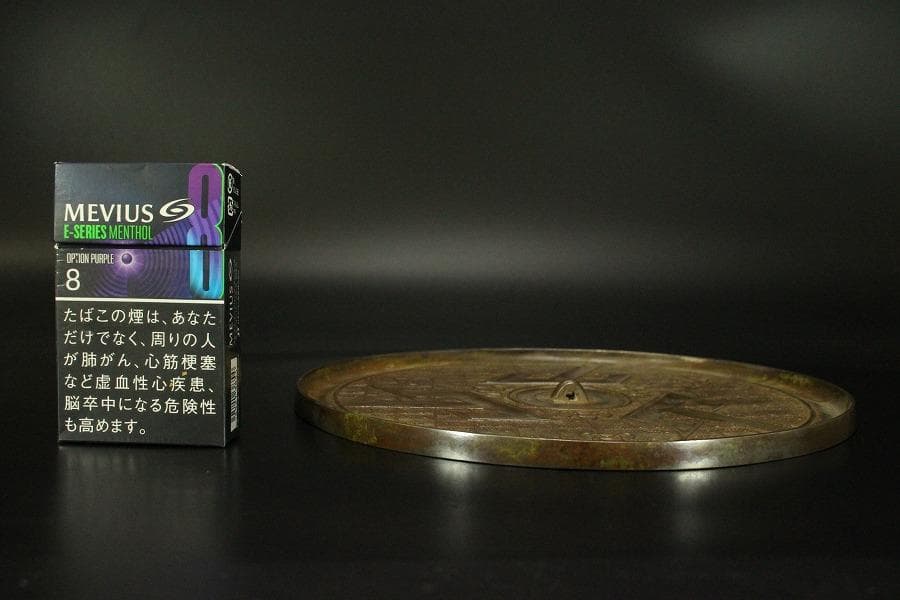 MEVIUS
E-SERIES MENTHOL
OPTION PURPLE
8
たばこの煙は、あなた
だけでなく、周りの人
が肺がん、心筋梗塞
など虚血性心疾患、
脳卒中になる危険性
も高めます。
MEVIUS